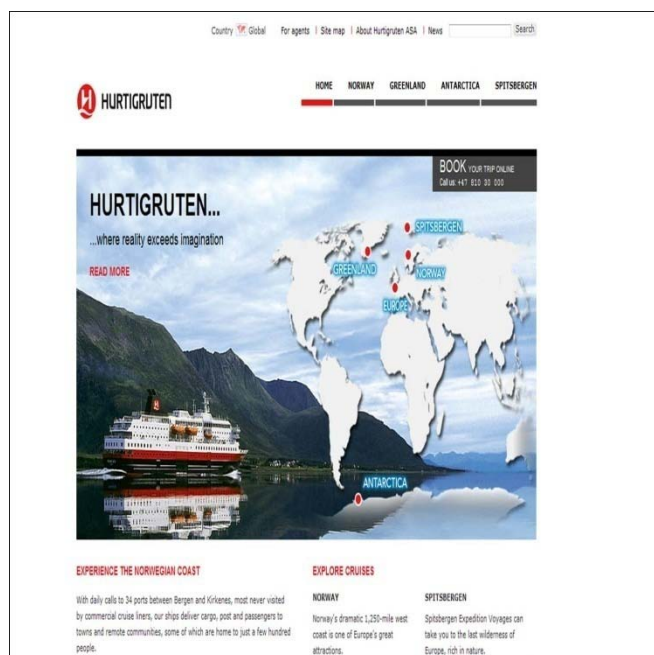 Country Global For agents | Site map | About Hurtigruten ASA | News Search
HOME NORWAY GREENLAND ANTARCTICA SPITSBERGEN
HURTIGRUTEN
BOOK YOUR TRIP ONLINE
Call us: +47 810 30 000
HURTIGRUTEN...
...where reality exceeds imagination
READ MORE
SPITSBERGEN
GREENLAND
NORWAY
EUROPE
ANTARCTICA
EXPERIENCE THE NORWEGIAN COAST
With daily calls to 34 ports between Bergen and Kirkenes, most never visited
by commercial cruise liners, our ships deliver cargo, post and passengers to
towns and remote communities, some of which are home to just a few hundred
people.
EXPLORE CRUISES
NORWAY
Norway's dramatic 1,250-mile west
coast is one of Europe's great
attractions.
SPITSBERGEN
Spitsbergen Expedition Voyages can
take you to the last wilderness of
Europe, rich in nature.